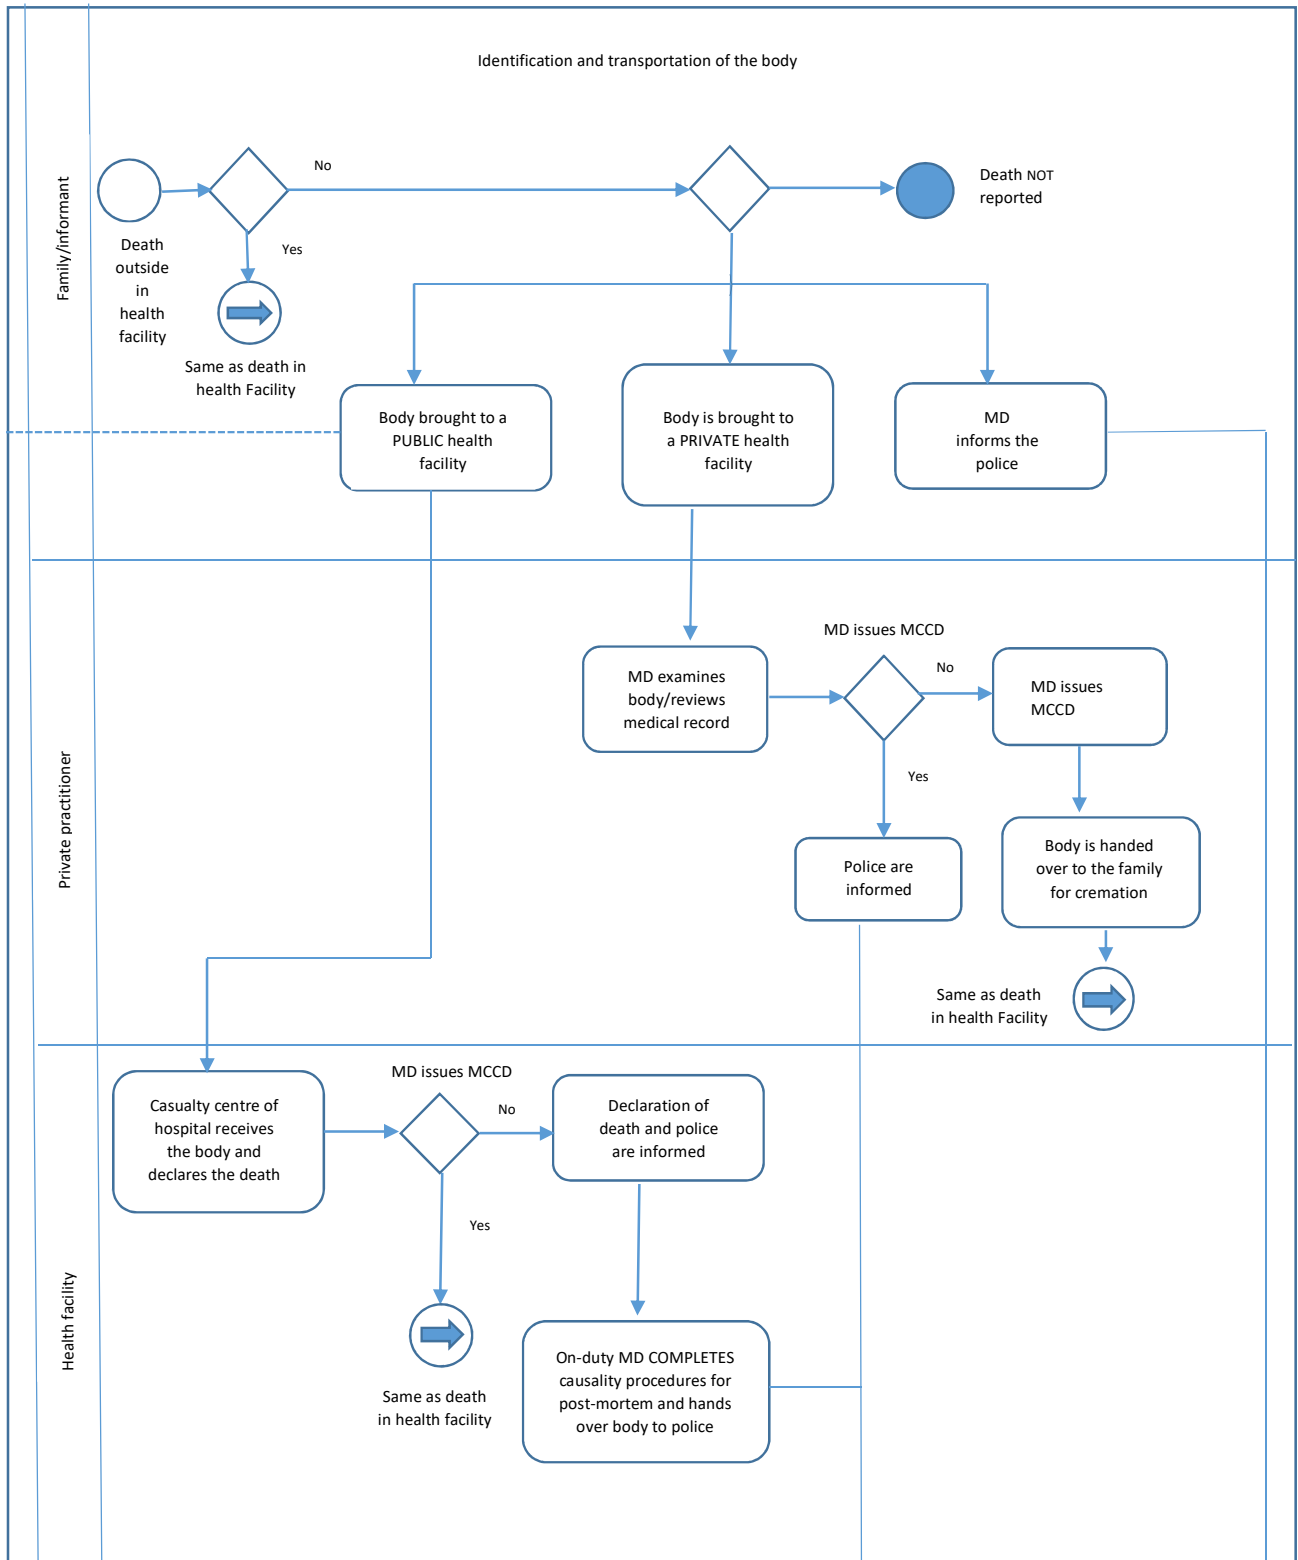 Identification and transportation of the body
Family/informant
No
Death NOT
reported
Death
outside
in
health
facility
Yes
Same as death in
health Facility
Body brought to a
PUBLIC health
facility
Body is brought to
a PRIVATE health
facility
MD
informs the
police
Private practitioner
MD issues MCCD
MD examines
body/reviews
medical record
No
MD issues
MCCD
Yes
Police are
informed
Body is handed
over to the family
for cremation
Same as death
in health Facility
Health facility
MD issues MCCD
Casualty centre of
hospital receives
the body and
declares the death
No
Declaration of
death and police
are informed
Yes
Same as death
in health facility
On-duty MD COMPLETES
causality procedures for
post-mortem and hands
over body to police